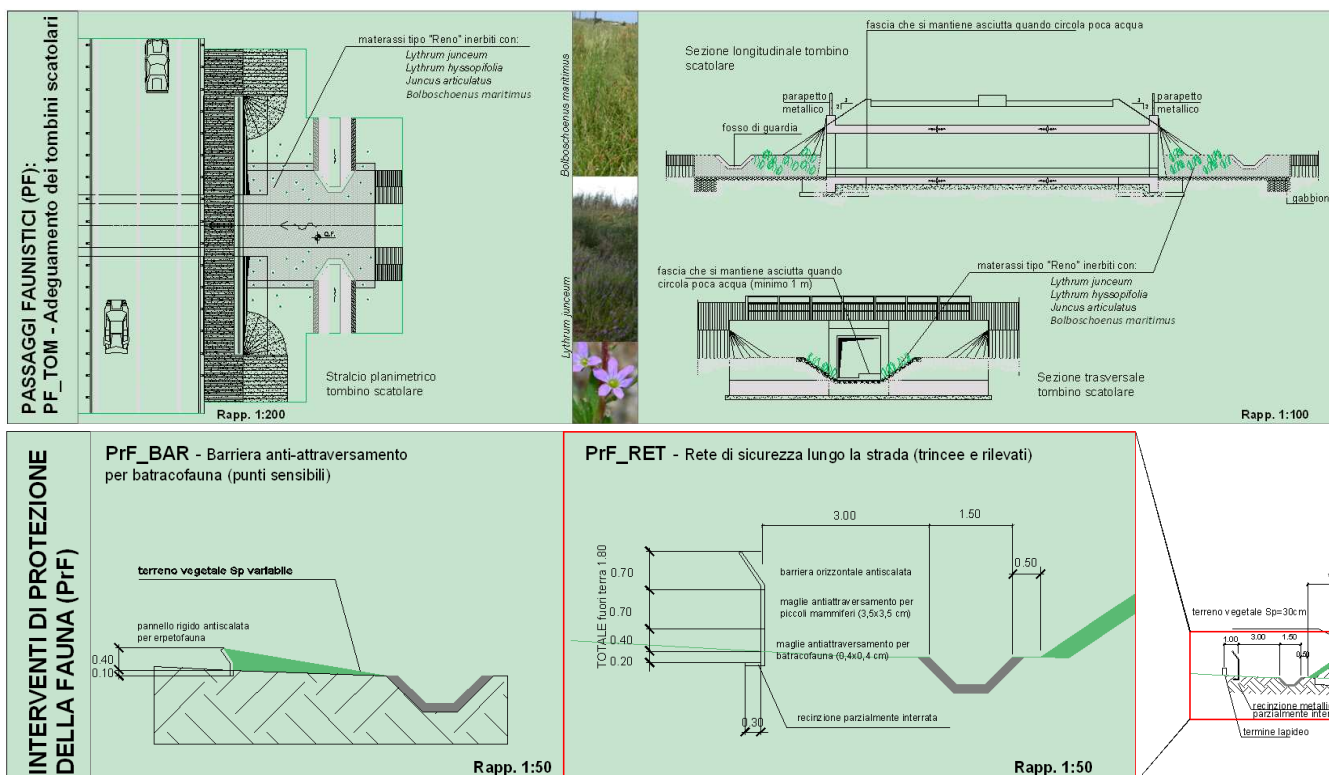 PASSAGGI FAUNISTICI (PF):
PF_TOM - Adeguamento dei tombini scatolari
materassi tipo "Reno" inerbiti con:
Lythrum junceum
Lythrum hyssopifolia
Juncus articulatus
Bolboschoenus maritimus
Stralcio planimetrico
tombino scatolare
Rapp. 1:200
Bolboschoenus maritimus
Lythrum junceum
fascia che si mantiene asciutta quando circola poca acqua
Sezione longitudinale tombino
scatolare
parapetto
metallico
parapetto
metallico
fosso di guardia
gabbion
fascia che si mantiene asciutta quando
circola poca acqua (minimo 1 m)
materassi tipo "Reno" inerbiti con:
Lythrum junceum
Lythrum hyssopifolia
Juncus articulatus
Bolboschoenus maritimus
Sezione trasversale
tombino scatolare
Rapp. 1:100
INTERVENTI DI PROTEZIONE
DELLA FAUNA (PrF)
PrF_BAR - Barriera anti-attraversamento
per batracofauna (punti sensibili)
terreno vegetale Sp variabile
pannello rigido antiscalata
per erpetofauna
0.40
0.10
Rapp. 1:50
PrF_RET - Rete di sicurezza lungo la strada (trincee e rilevati)
3.00
1.50
0.50
TOTALE fuori terra 1.80
0.70
0.70
0.40
0.20
0.30
barriera orizzontale antiscalata
maglie antiattraversamento per
piccoli mammiferi (3,5x3,5 cm)
maglie antiattraversamento per
batracofauna (0,4x0,4 cm)
recinzione parzialmente interrata
Rapp. 1:50
terreno vegetale Sp=30cm
1.00
3.00
1.50
0.50
recinzione metalli
parzialmente inter
termine lapideo